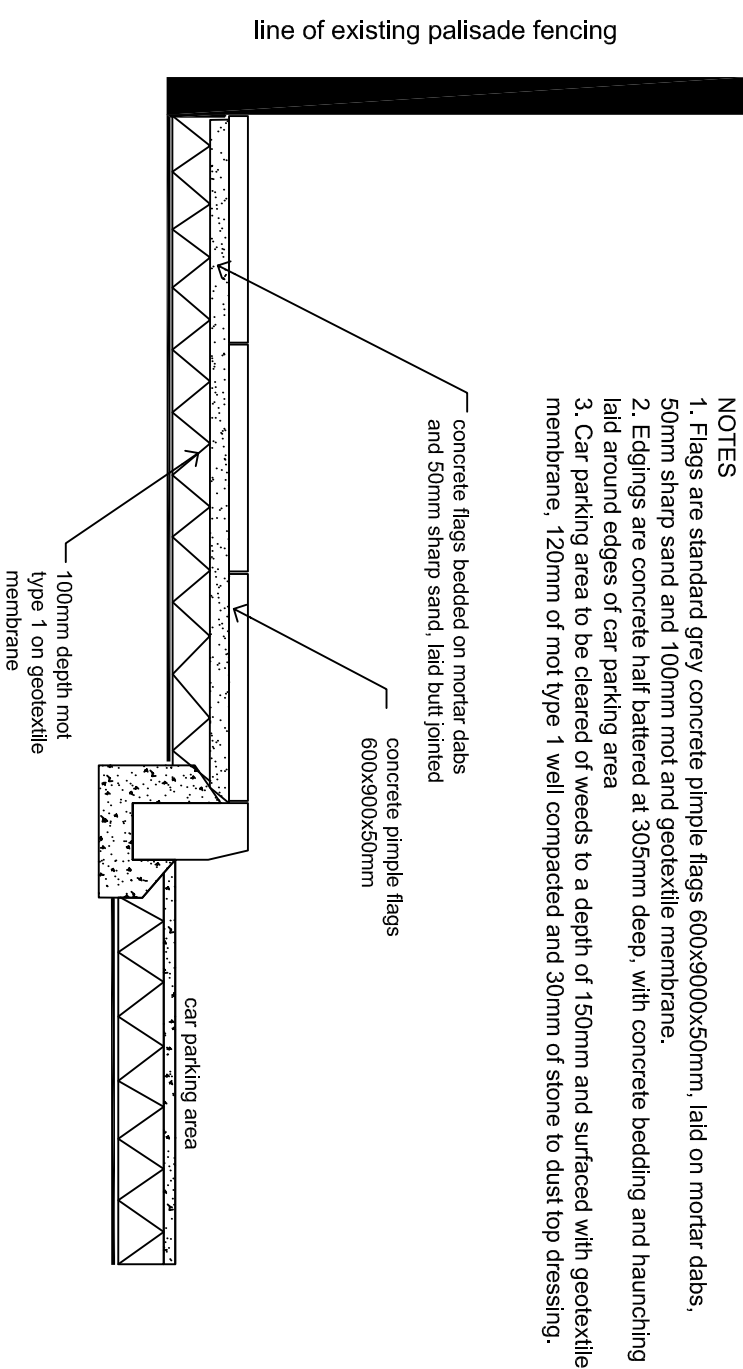 line of existing palisade fencing
NOTES
1. Flags are standard grey concrete pimple flags 600x9000x50mm, laid on mortar dabs,
50mm sharp sand and 100mm mot and geotextile membrane.
2. Edgings are concrete half battered at 305mm deep, with concrete bedding and haunching
laid around edges of car parking area
3. Car parking area to be cleared of weeds to a depth of 150mm and surfaced with geotextile
membrane, 120mm of mot type 1 well compacted and 30mm of stone to dust top dressing.
concrete flags bedded on mortar dabs
and 50mm sharp sand, laid butt jointed
concrete pimple flags
600x900x50mm
car parking area
100mm depth mot
type 1 on geotextile
membrane